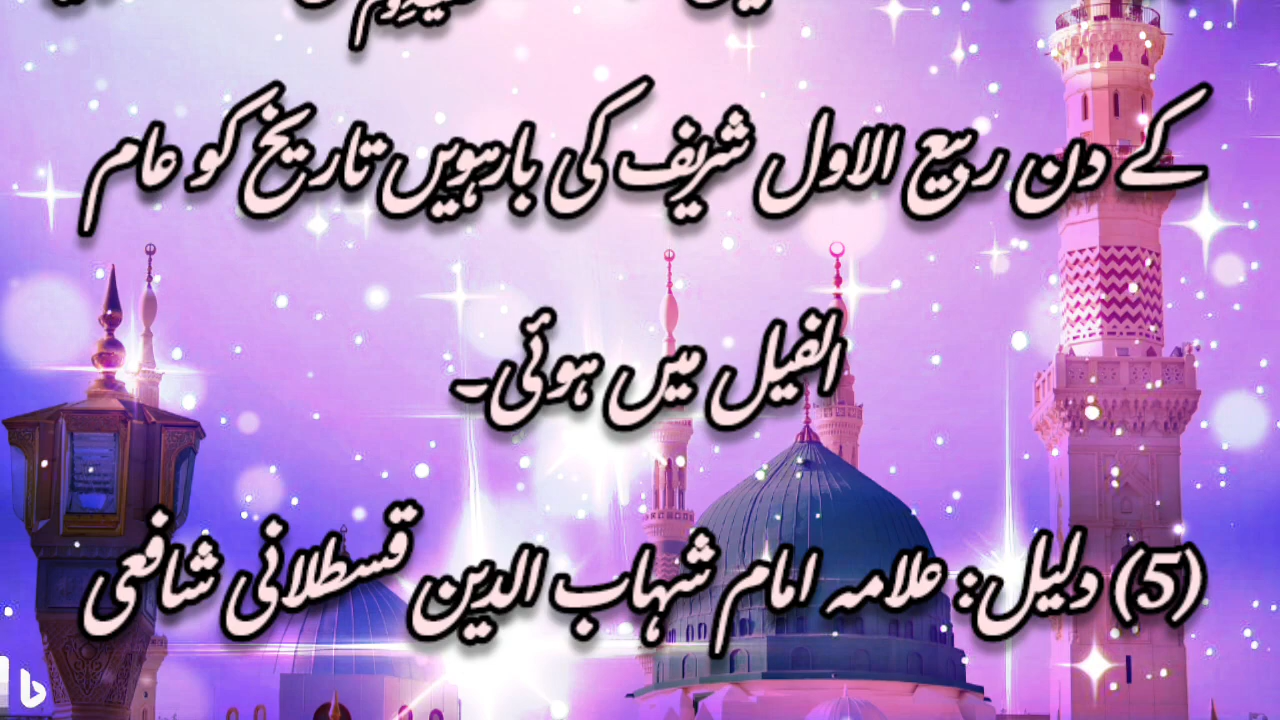 کے دن ربیع الاول شریف کی بارہویں تاریخ کو عام
الفیل میں ہوئی۔
(5) دلیل: علامہ امام شہاب الدین قسطلانی شافعی